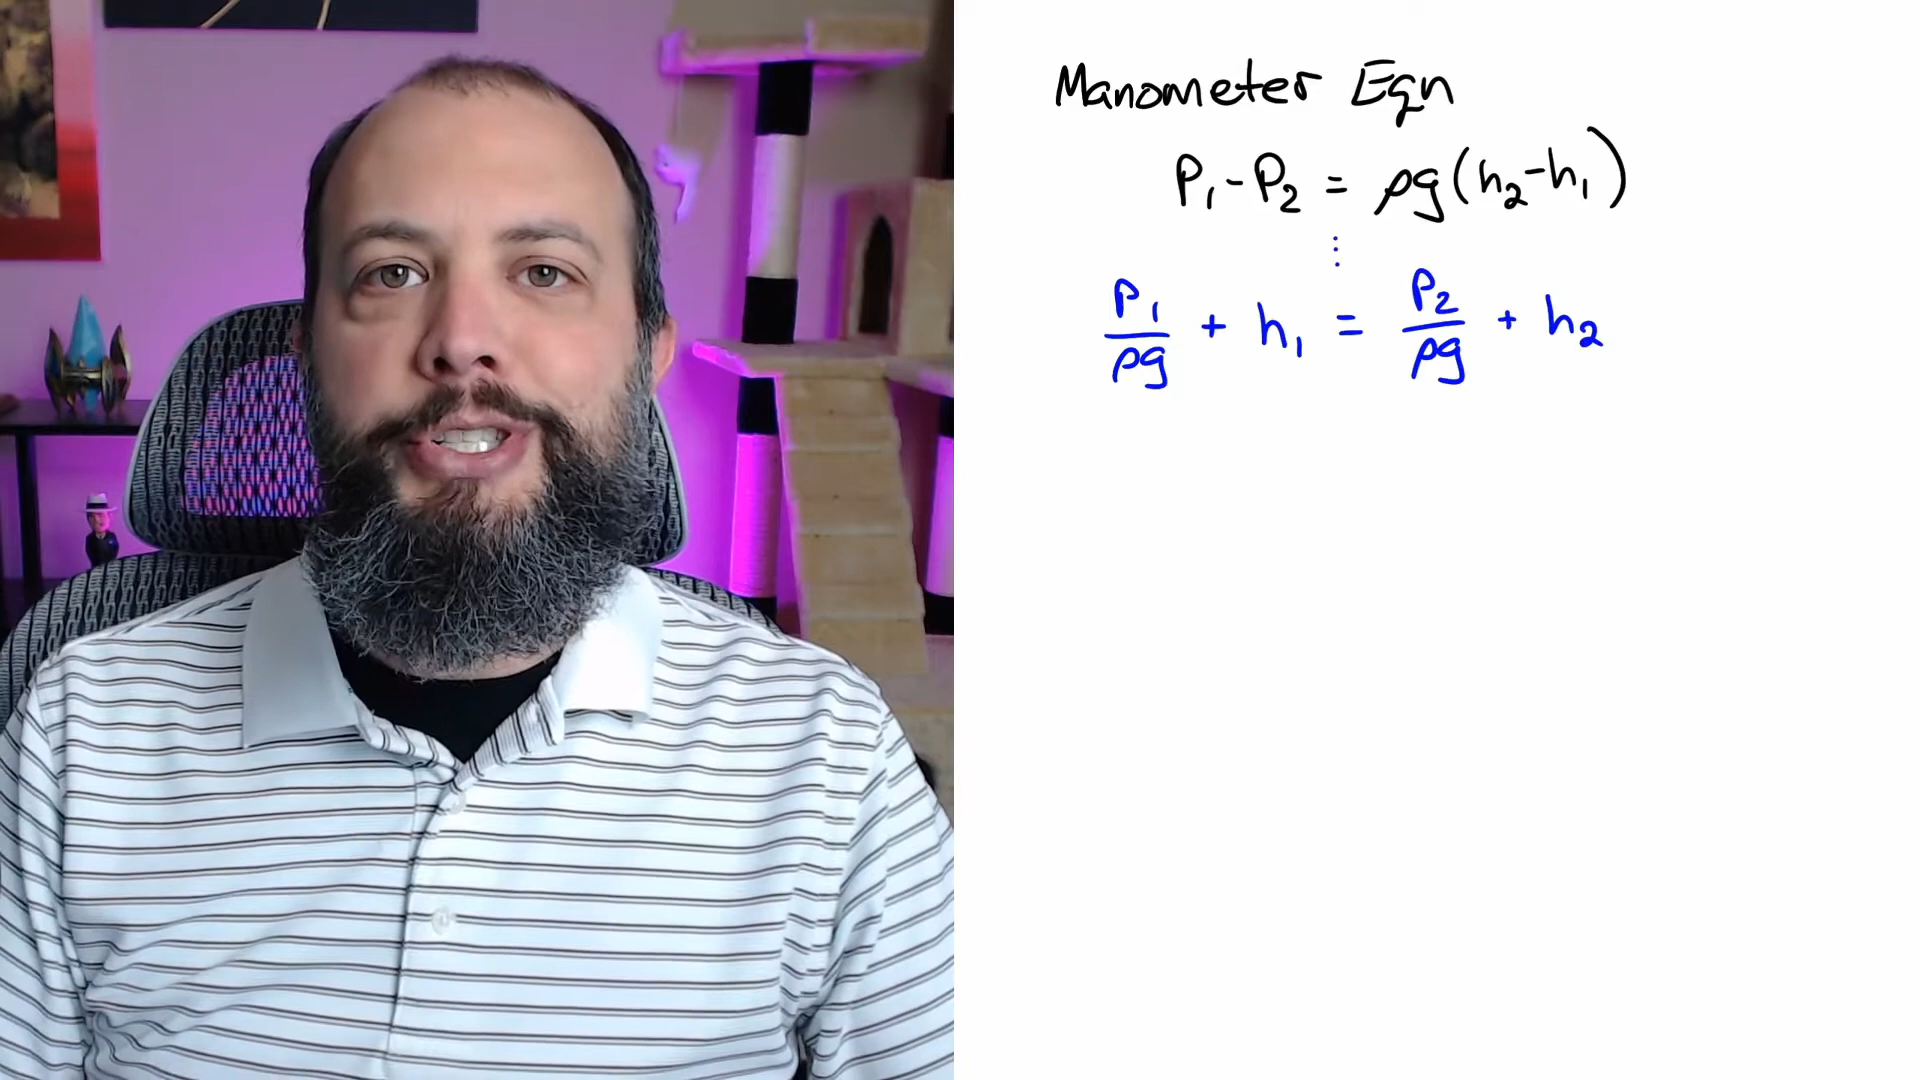 Manometer Eqn
P₁-P₂ = ρg(h₂-h₁)
⋮
P₁/ρg + h₁ = P₂/ρg + h₂